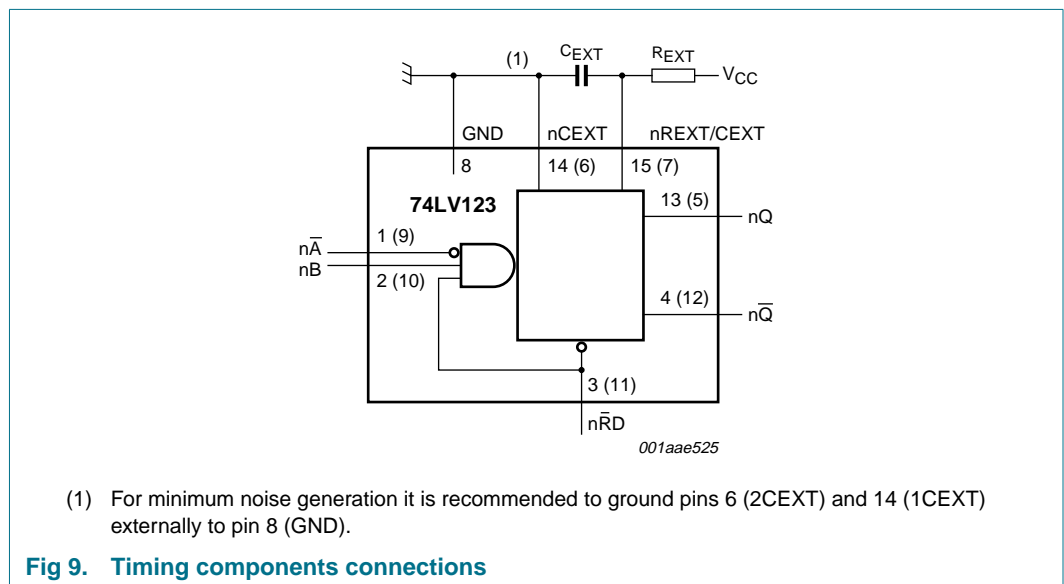 (1)
CEXT
REXT
VCC
GND
nCEXT
nREXT/CEXT
8
14 (6)
15 (7)
74LV123
13 (5)
nQ
1 (9)
nA̅
nB
2 (10)
4 (12)
nQ̅
3 (11)
nR̅D
001aae525
(1) For minimum noise generation it is recommended to ground pins 6 (2CEXT) and 14 (1CEXT)
externally to pin 8 (GND).
Fig 9. Timing components connections